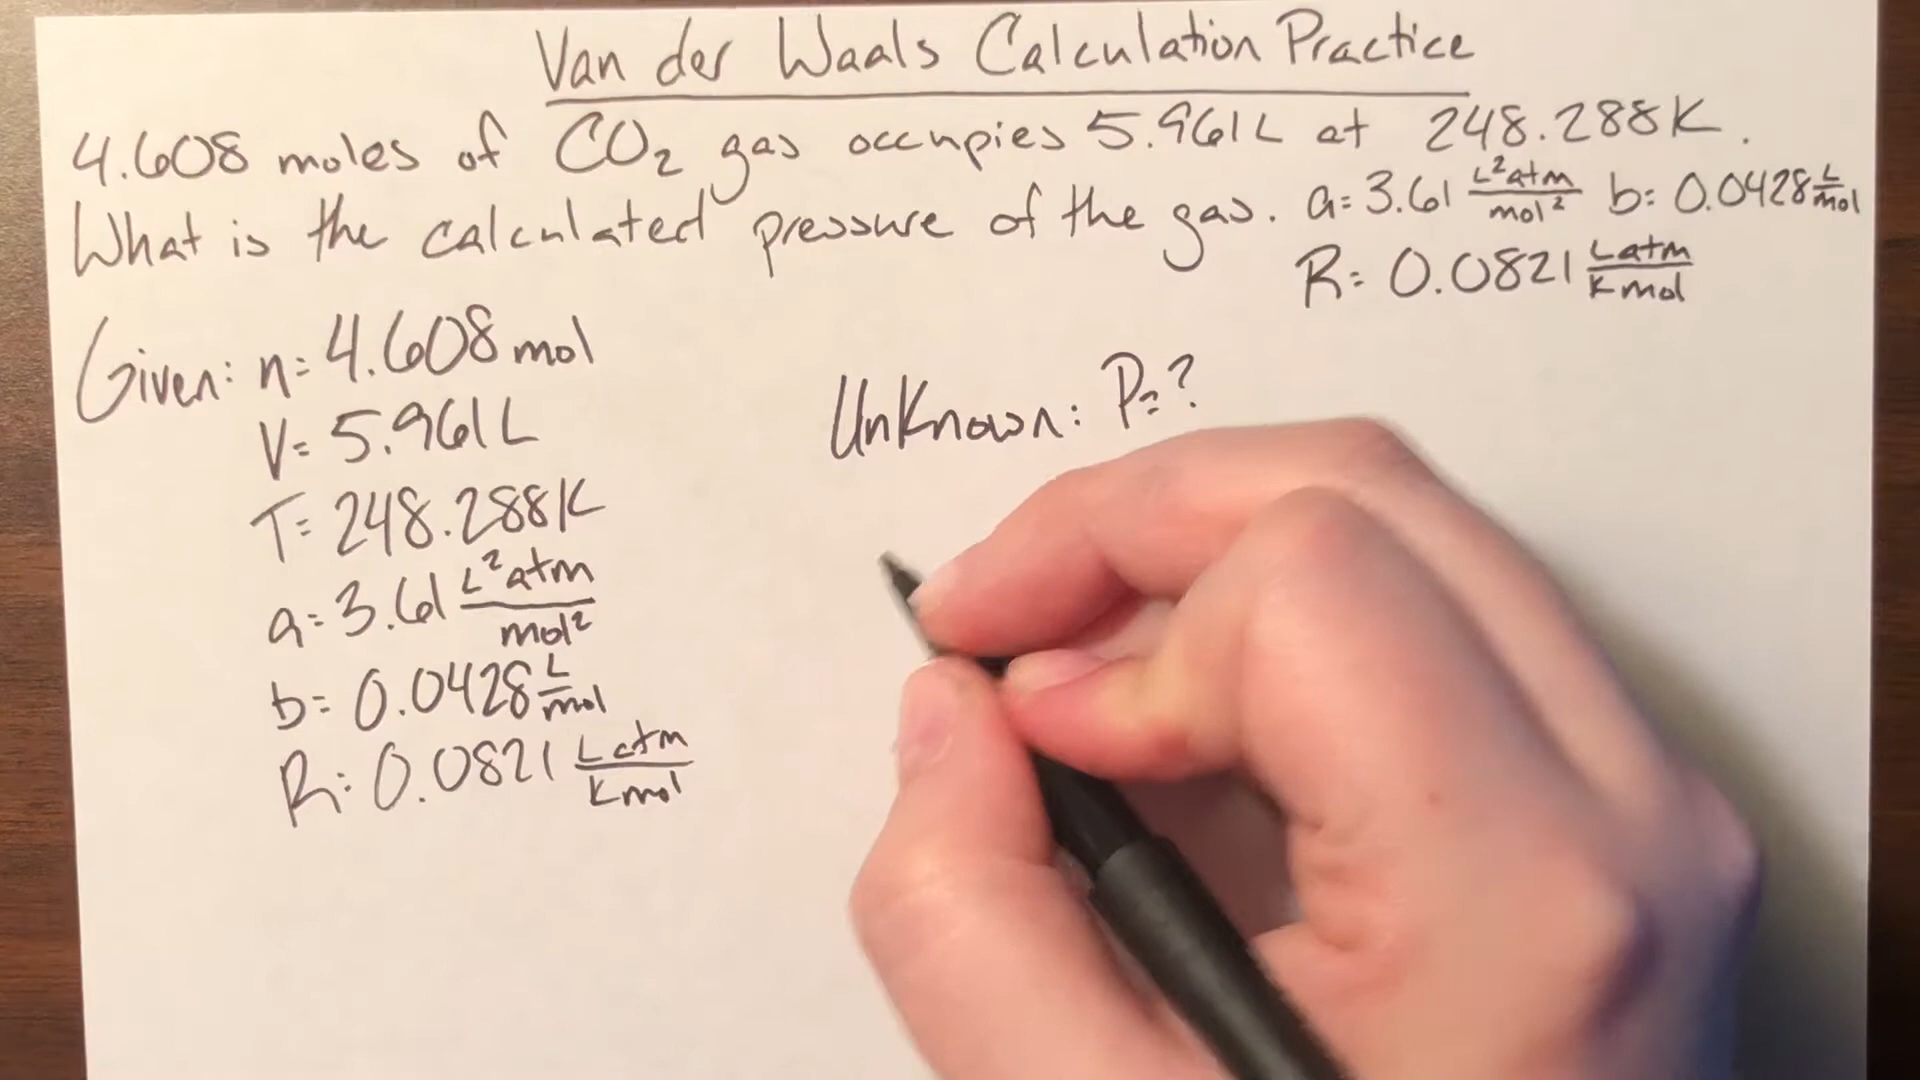 Van der Waals Calculation Practice
4.608 moles of CO₂ gas occupies 5.961L at 248.288K.
What is the calculated pressure of the gas. a=3.61 L²atm/mol² b=0.0428 L/mol
R=0.0821 Latm/Kmol
Given: n=4.608mol
Unknown: P=?
V=5.961L
T=248.288K
a=3.61 L²atm/mol²
b=0.0428 L/mol
R=0.0821 Latm/Kmol